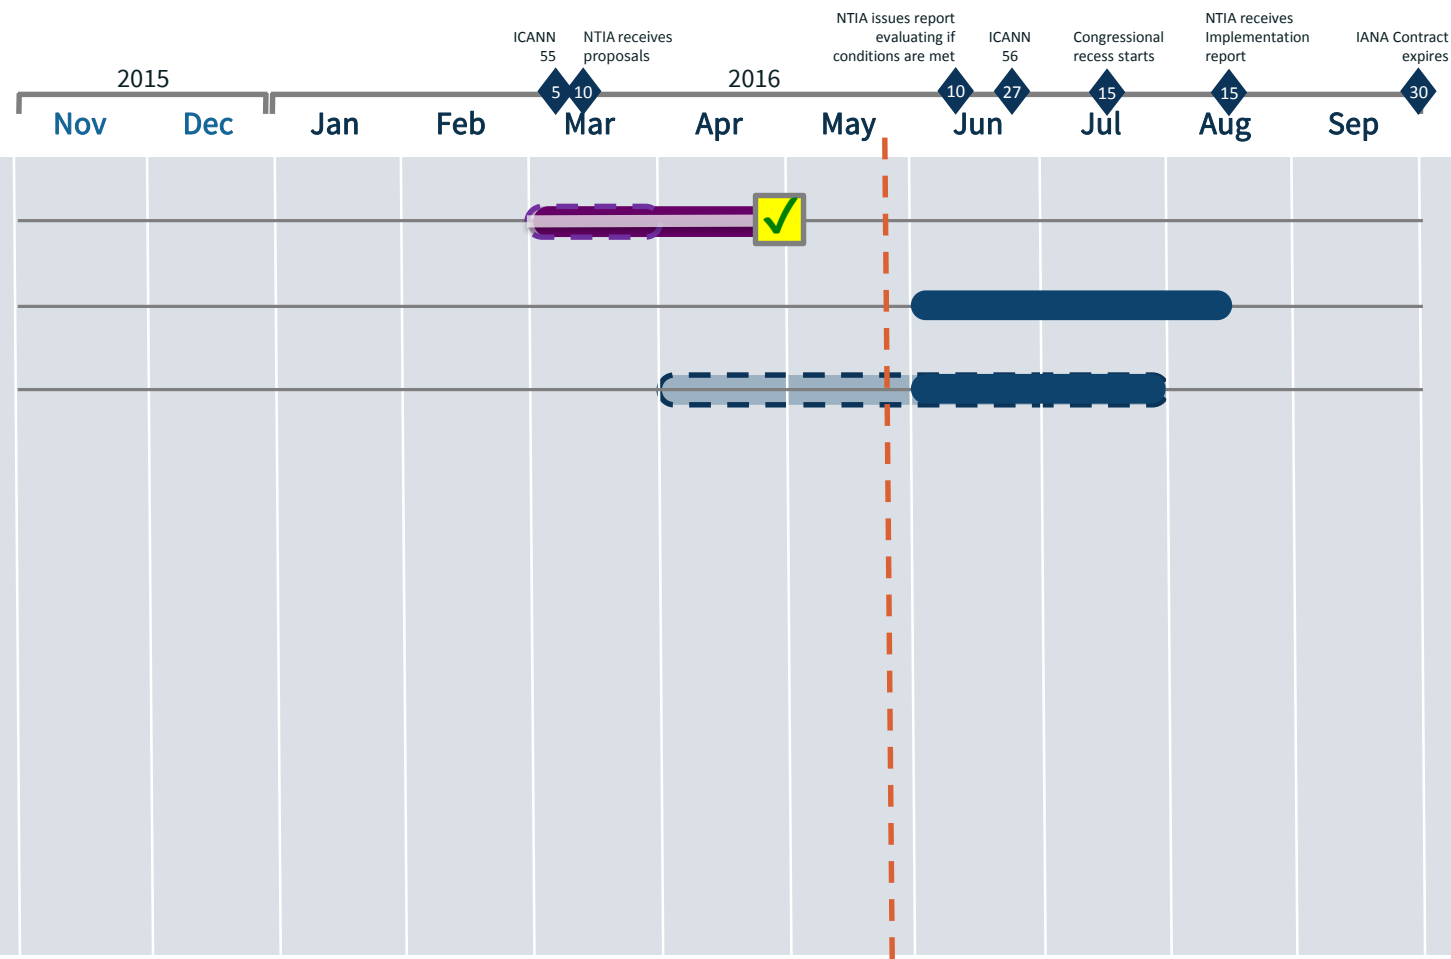 NTIA issues report
evaluating if
conditions are met
NTIA receives
Implementation
report
ICANN
55
NTIA receives
proposals
ICANN
56
Congressional
recess starts
IANA Contract
expires
2015
2016
5
10
10
27
15
15
30
Nov
Dec
Jan
Feb
Mar
Apr
May
Jun
Jul
Aug
Sep